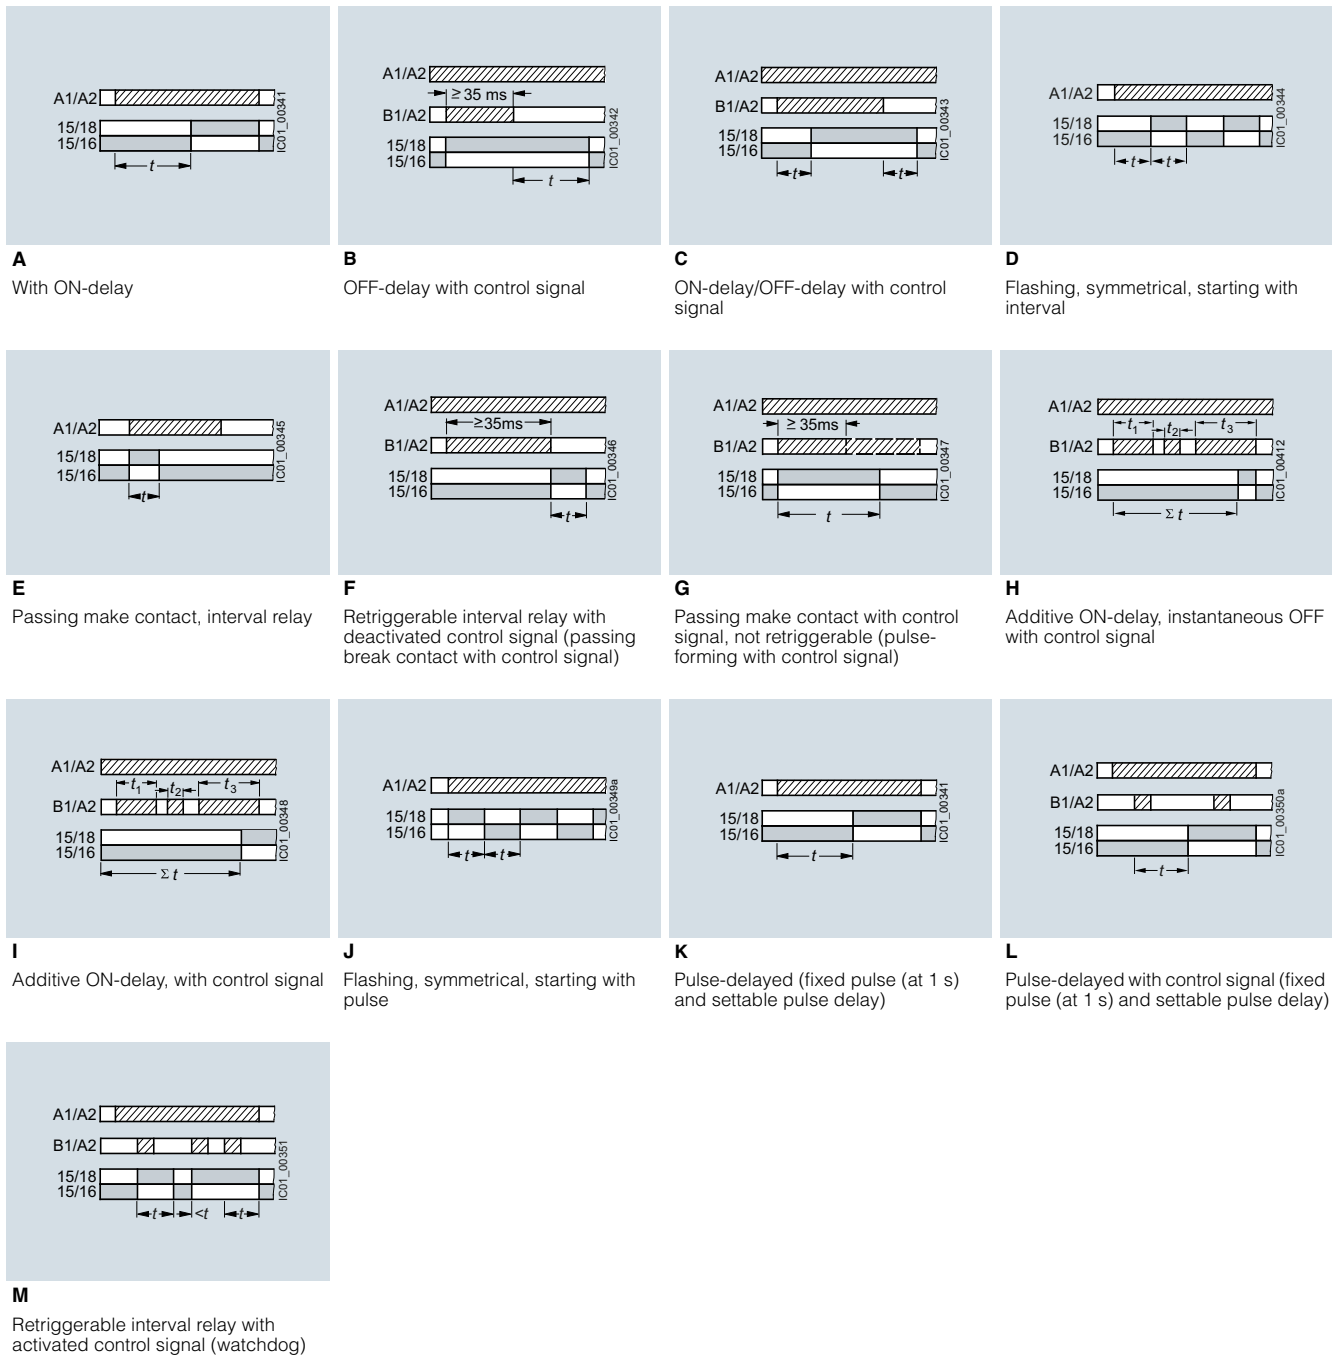 A1/A2
15/18
15/16
t
IC01_00341
A
With ON-delay
A1/A2
≥ 35 ms
B1/A2
15/18
15/16
t
IC01_00342
B
OFF-delay with control signal
A1/A2
B1/A2
15/18
15/16
t t
IC01_00343
C
ON-delay/OFF-delay with control
signal
A1/A2
15/18
15/16
t t
IC01_00344
D
Flashing, symmetrical, starting with
interval
A1/A2
15/18
15/16
t
IC01_00345
E
Passing make contact, interval relay
A1/A2
≥35ms
B1/A2
15/18
15/16
t
IC01_00346
F
Retriggerable interval relay with
deactivated control signal (passing
break contact with control signal)
A1/A2
≥ 35ms
B1/A2
15/18
15/16
t
IC01_00347
G
Passing make contact with control
signal, not retriggerable (pulse-
forming with control signal)
A1/A2
t1 t2 t3
B1/A2
15/18
15/16
Σ t
IC01_00412
H
Additive ON-delay, instantaneous OFF
with control signal
A1/A2
t1 t2 t3
B1/A2
15/18
15/16
Σ t
IC01_00348
I
Additive ON-delay, with control signal
A1/A2
15/18
15/16
t t
IC01_00349a
J
Flashing, symmetrical, starting with
pulse
A1/A2
15/18
15/16
t
IC01_00341
K
Pulse-delayed (fixed pulse (at 1 s)
and settable pulse delay)
A1/A2
B1/A2
15/18
15/16
t
IC01_00350a
L
Pulse-delayed with control signal (fixed
pulse (at 1 s) and settable pulse delay)
A1/A2
B1/A2
15/18
15/16
t <t t
IC01_00351
M
Retriggerable interval relay with
activated control signal (watchdog)